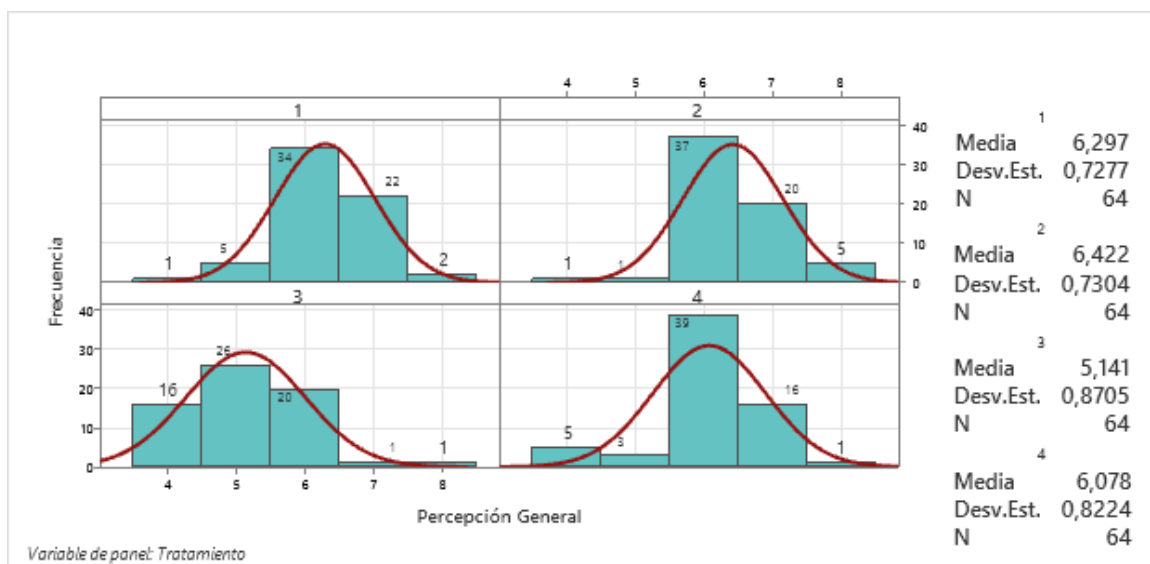 4 5 6 7 8
1 2
40
30
20
10
0
34
22
5
1
2
37
20
1
1
5
3 4
40
30
20
10
0
16
26
20
1
1
39
16
5
3
1
4 5 6 7 8
Frecuencia
Percepción General
Variable de panel: Tratamiento
1
Media 6,297
Desv.Est. 0,7277
N 64
2
Media 6,422
Desv.Est. 0,7304
N 64
3
Media 5,141
Desv.Est. 0,8705
N 64
4
Media 6,078
Desv.Est. 0,8224
N 64